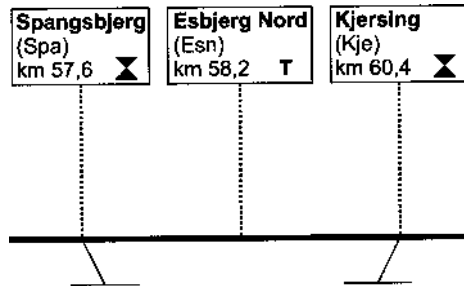 Spangsbjerg
(Spa)
km 57,6
Esbjerg Nord
(Esn)
km 58,2 T
Kjersing
(Kje)
km 60,4